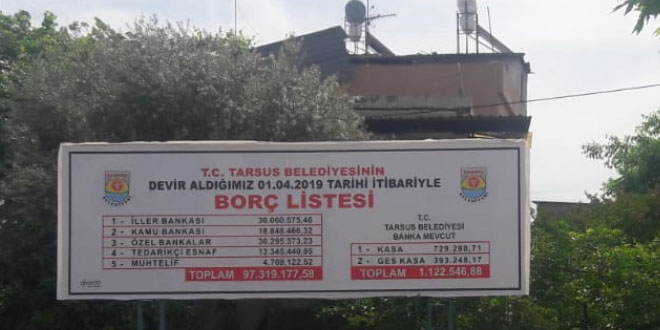 T.C. TARSUS BELEDİYESİNİN
DEVİR ALDIĞIMIZ 01.04.2019 TARİHİ İTİBARİYLE
BORÇ LİSTESİ
1 - İLLER BANKASI 30.060.575,46
2 - KAMU BANKASI 18.848.466,32
3 - ÖZEL BANKALAR 30.295.573,23
4 - TEDARİKÇİ ESNAF 13.345.440,05
5 - MUHTELİF 4.769.122,52
TOPLAM 97.319.177,58
T.C.
TARSUS BELEDİYESİ
BANKA MEVCUT
1 - KASA 729.298,71
2 - GES KASA 393.248,17
TOPLAM 1.122.546,88